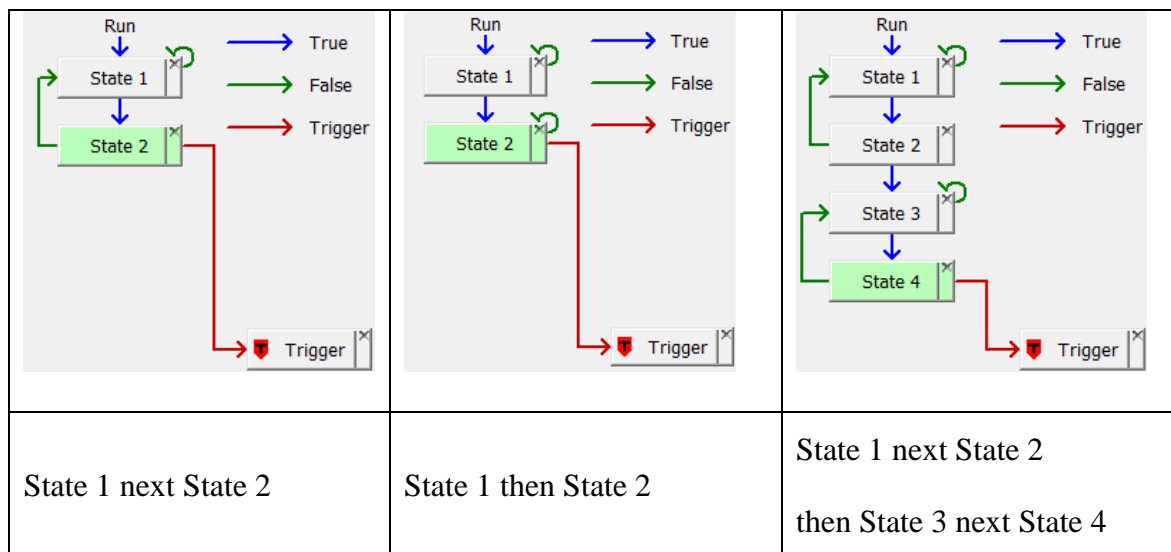 Run
True
State 1
False
State 2
Trigger
T Trigger
Run
True
State 1
False
State 2
Trigger
T Trigger
Run
True
State 1
False
State 2
Trigger
State 3
State 4
T Trigger
State 1 next State 2
State 1 then State 2
State 1 next State 2
then State 3 next State 4